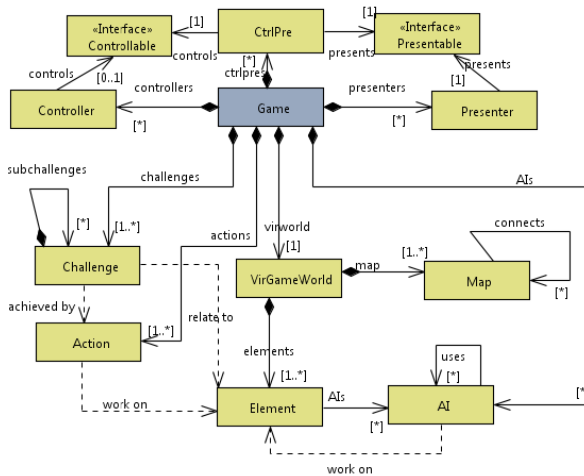 «Interface»
Controllable
[1]
controls
CtrlPre
[1]
presents
«Interface»
Presentable
controls
[0..1]
[*]
ctrlpres
presents
[1]
Controller
controllers
[*]
Game
presenters
[*]
Presenter
subchallenges
[*]
challenges
[1..*]
actions
virworld
[1]
AIs
connects
Challenge
VirGameWorld
map
[1..*]
Map
[*]
achieved by
relate to
Action
[1..*]
elements
[1..*]
uses
[*]
work on
Element
AIs
[*]
AI
[*
work on